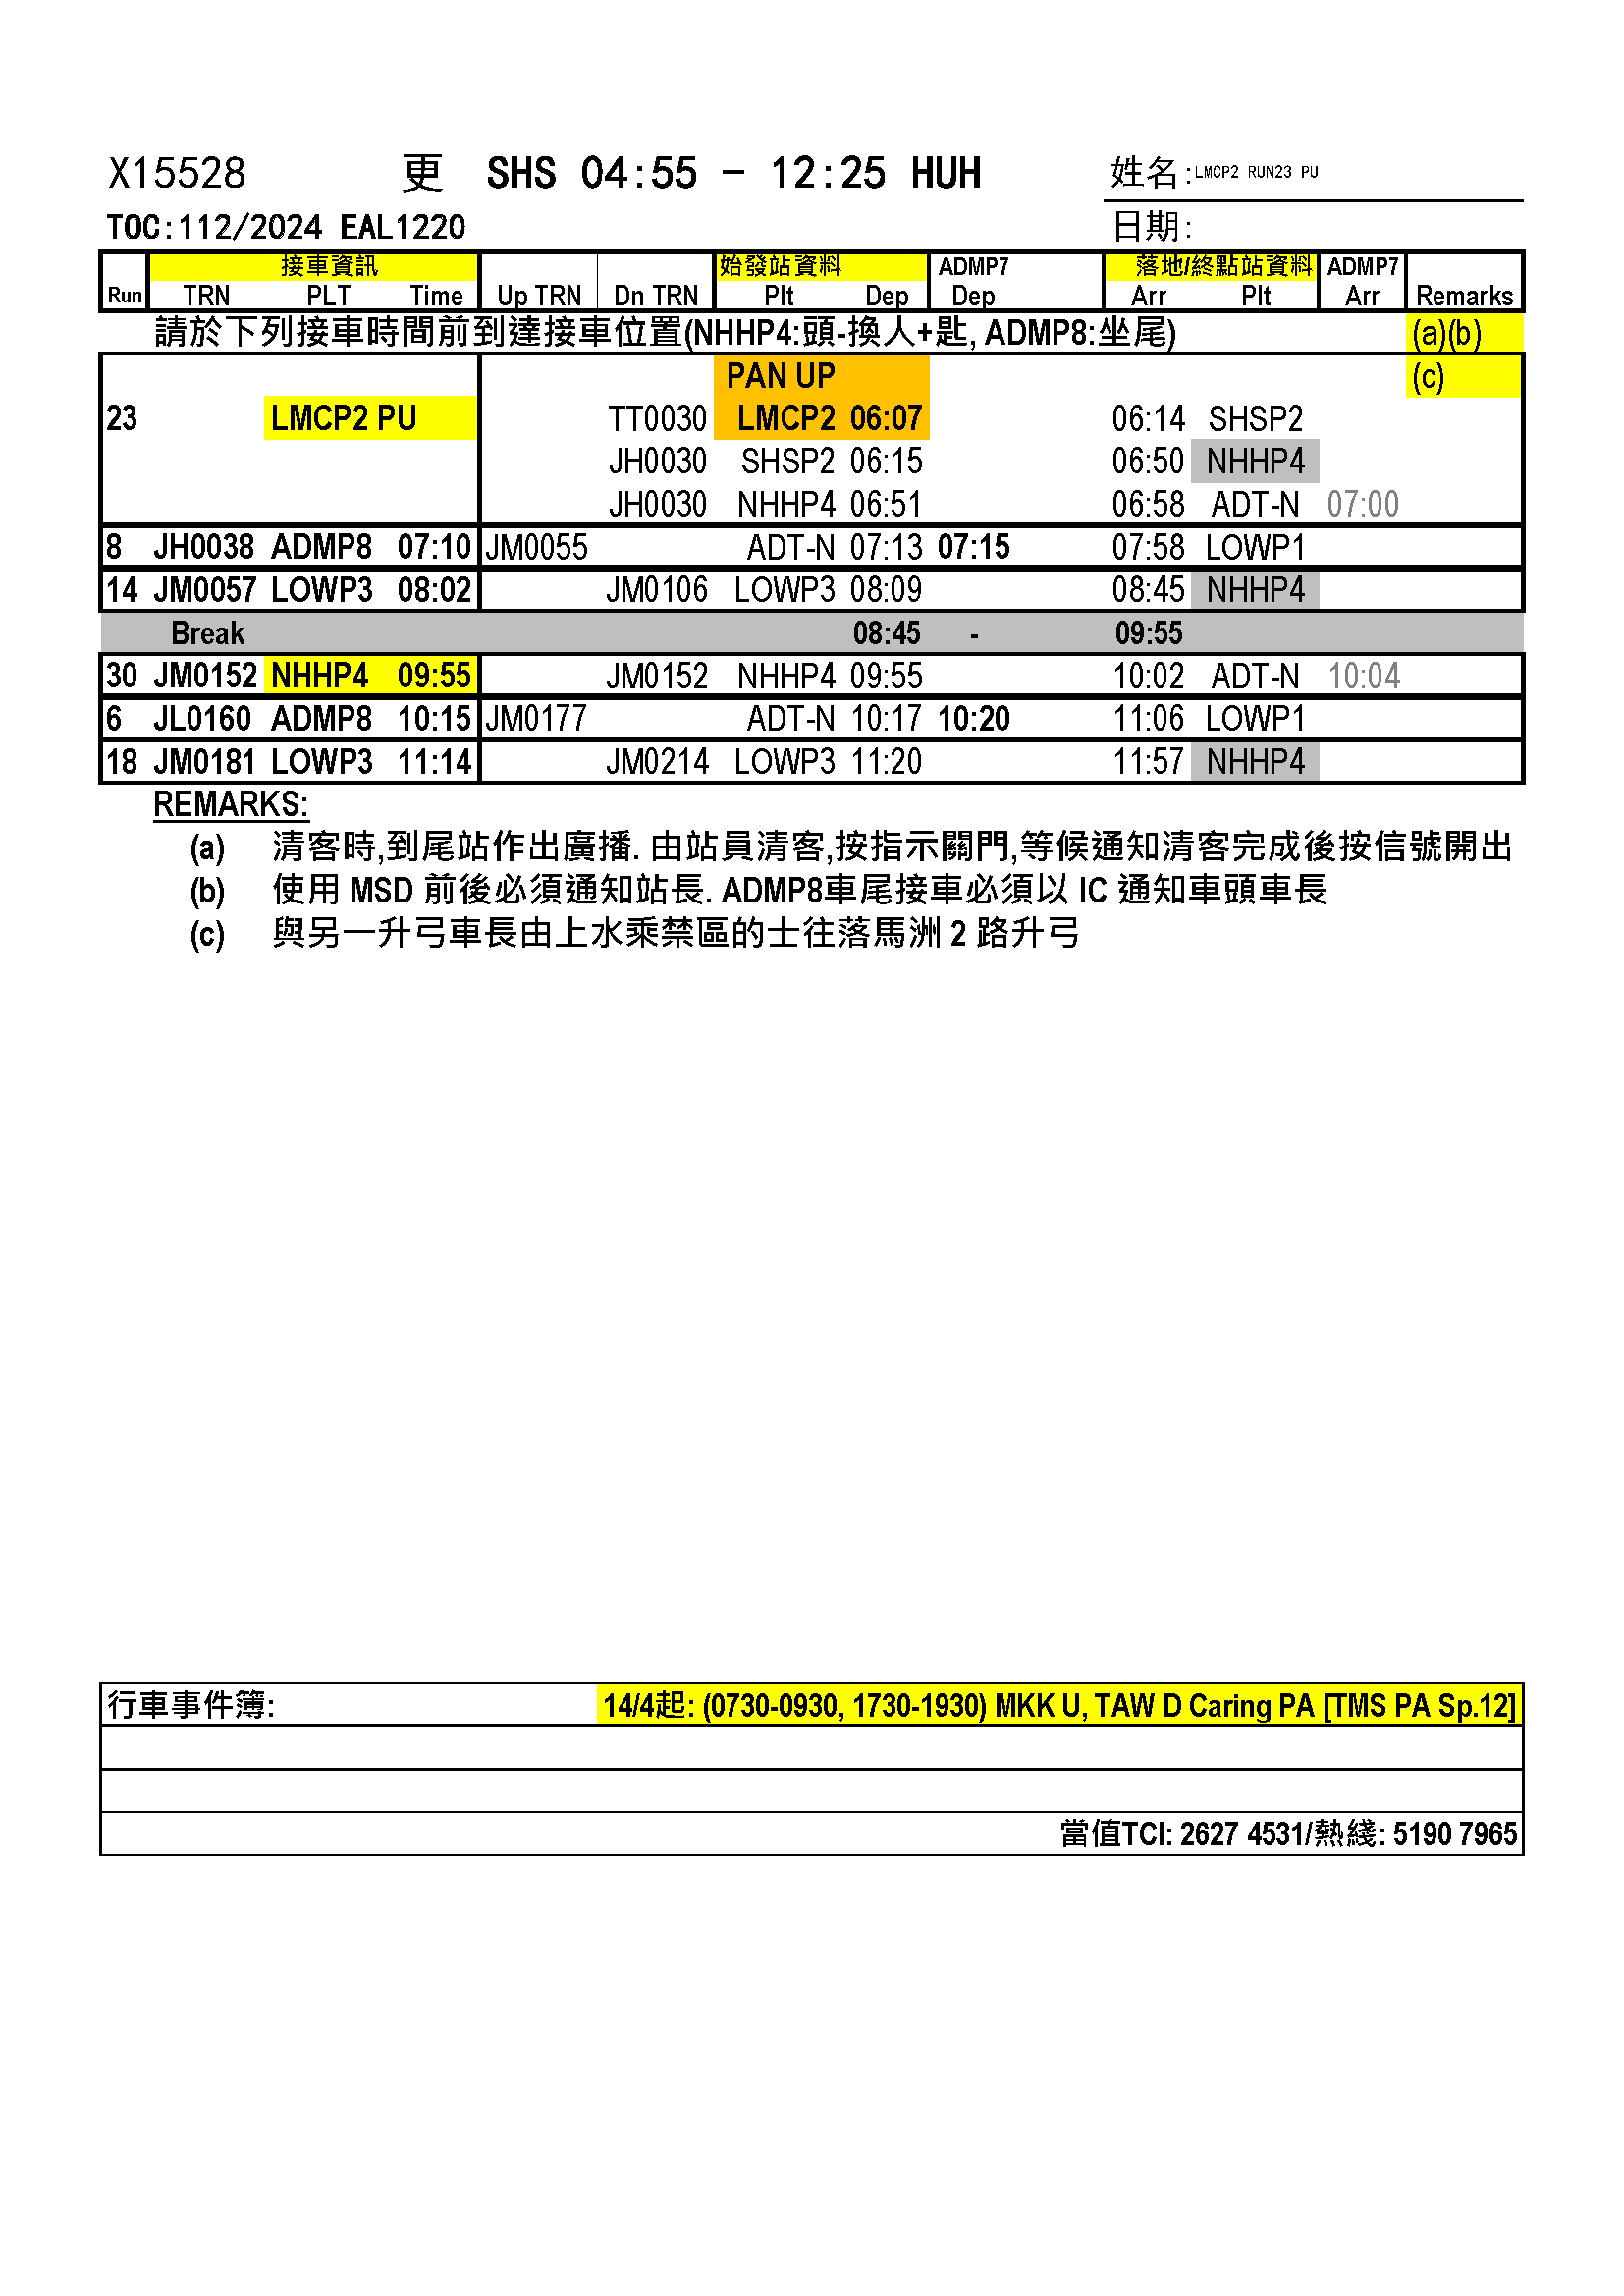 X15528 更 SHS 04:55 - 12:25 HUH 姓名:LMCP2 RUN23 PU
TOC:112/2024 EAL1220 日期:
接車資訊 始發站資料 ADMP7 落地/終點站資料 ADMP7
Run TRN PLT Time Up TRN Dn TRN Plt Dep Dep Arr Plt Arr Remarks
請於下列接車時間前到達接車位置(NHHP4:頭-換人+匙, ADMP8:坐尾) (a)(b)
PAN UP (c)
23 LMCP2 PU TT0030 LMCP2 06:07 06:14 SHSP2
JH0030 SHSP2 06:15 06:50 NHHP4
JH0030 NHHP4 06:51 06:58 ADT-N 07:00
8 JH0038 ADMP8 07:10 JM0055 ADT-N 07:13 07:15 07:58 LOWP1
14 JM0057 LOWP3 08:02 JM0106 LOWP3 08:09 08:45 NHHP4
Break 08:45 - 09:55
30 JM0152 NHHP4 09:55 JM0152 NHHP4 09:55 10:02 ADT-N 10:04
6 JL0160 ADMP8 10:15 JM0177 ADT-N 10:17 10:20 11:06 LOWP1
18 JM0181 LOWP3 11:14 JM0214 LOWP3 11:20 11:57 NHHP4
REMARKS:
(a) 清客時,到尾站作出廣播. 由站員清客,按指示關門,等候通知清客完成後按信號開出
(b) 使用 MSD 前後必須通知站長. ADMP8車尾接車必須以 IC 通知車頭車長
(c) 與另一升弓車長由上水乘禁區的士往落馬洲 2 路升弓
行車事件簿: 14/4起: (0730-0930, 1730-1930) MKK U, TAW D Caring PA [TMS PA Sp.12]
當值TCI: 2627 4531/熱綫: 5190 7965